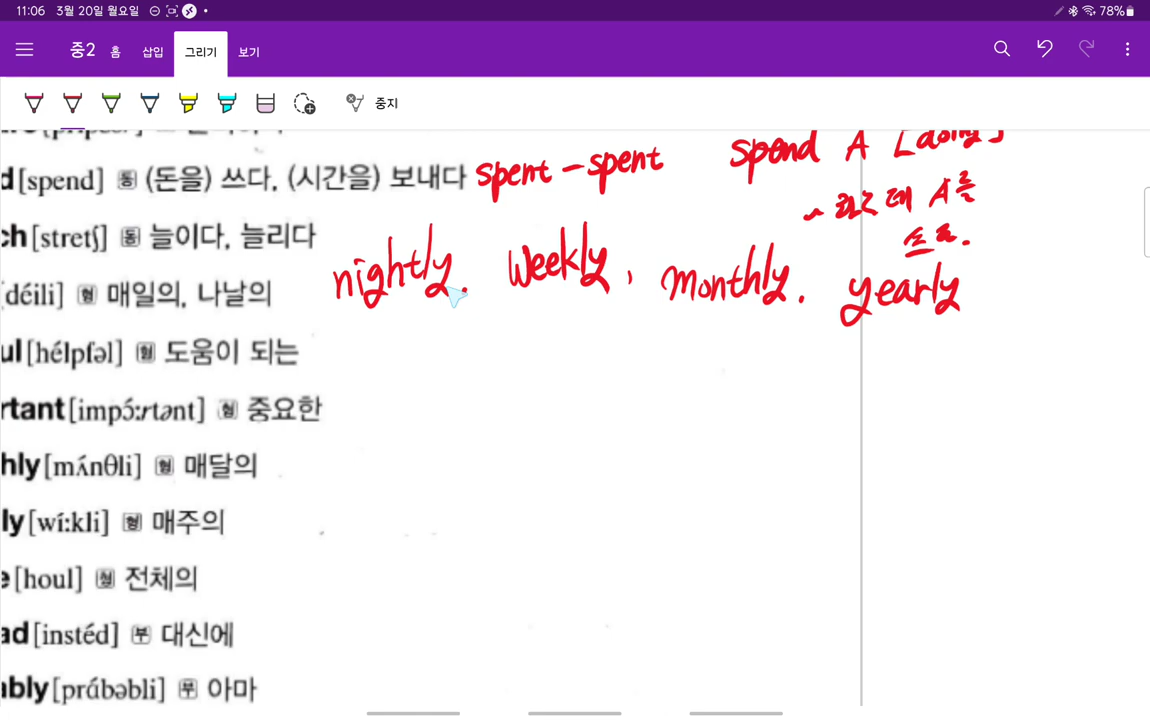 11:06 3월 20일 월요일 78%
중2 홈 삽입 그리기 보기
중지
d[spend] 동 (돈을) 쓰다, (시간을) 보내다 spent - spent spend A
A를
ch[stretʃ] 동 늘이다, 늘리다
nightly. weekly, monthly. yearly
[déili] 형 매일의, 나날의
ul[hélpfəl] 형 도움이 되는
rtant[impɔ́ːrtənt] 형 중요한
hly[mʌ́nθli] 형 매달의
ly[wíːkli] 형 매주의
e[houl] 형 전체의
ad[instéd] 부 대신에
ably[prábəbli] 부 아마